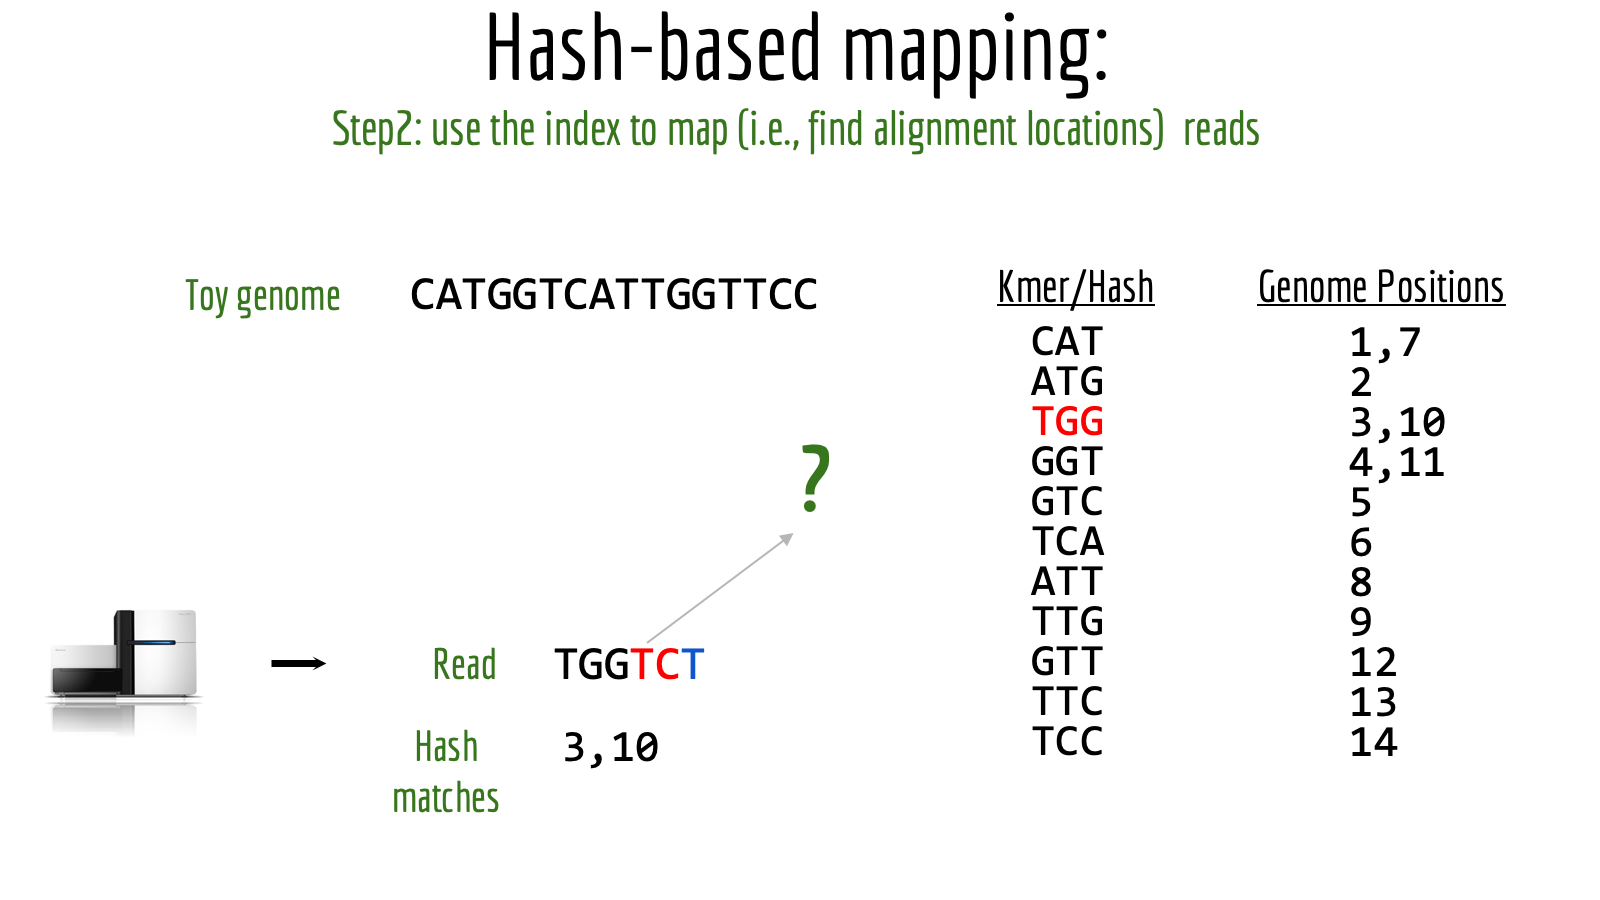 Hash-based mapping:
Step2: use the index to map (i.e., find alignment locations)  reads
Toy genome CATGGTCATTGGTTCC
Kmer/Hash Genome Positions
CAT 1,7
ATG 2
TGG 3,10
GGT 4,11
GTC 5
TCA 6
ATT 8
TTG 9
GTT 12
TTC 13
TCC 14
?
Read TGGTCT
Hash
matches
3,10